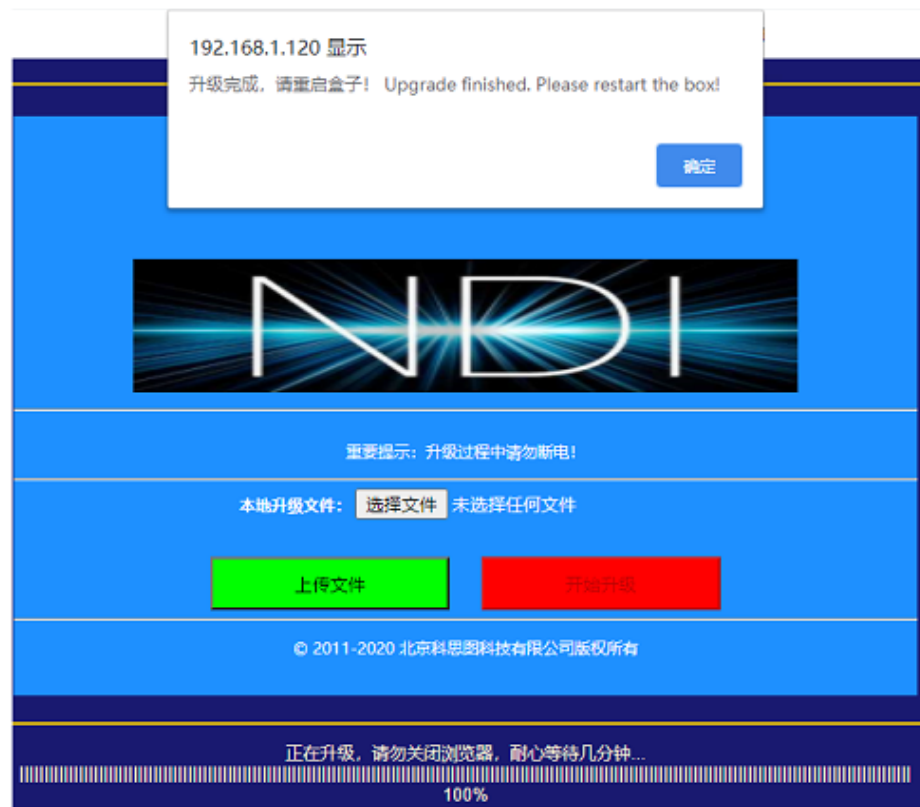 192.168.1.120 显示
升级完成，请重启盒子！ Upgrade finished. Please restart the box!
确定
NDI
重要提示：升级过程中请勿断电！
本地升级文件： 选择文件 未选择任何文件
上传文件 开始升级
© 2011-2020 北京科思图科技有限公司版权所有
正在升级，请勿关闭浏览器，耐心等待几分钟...
100%